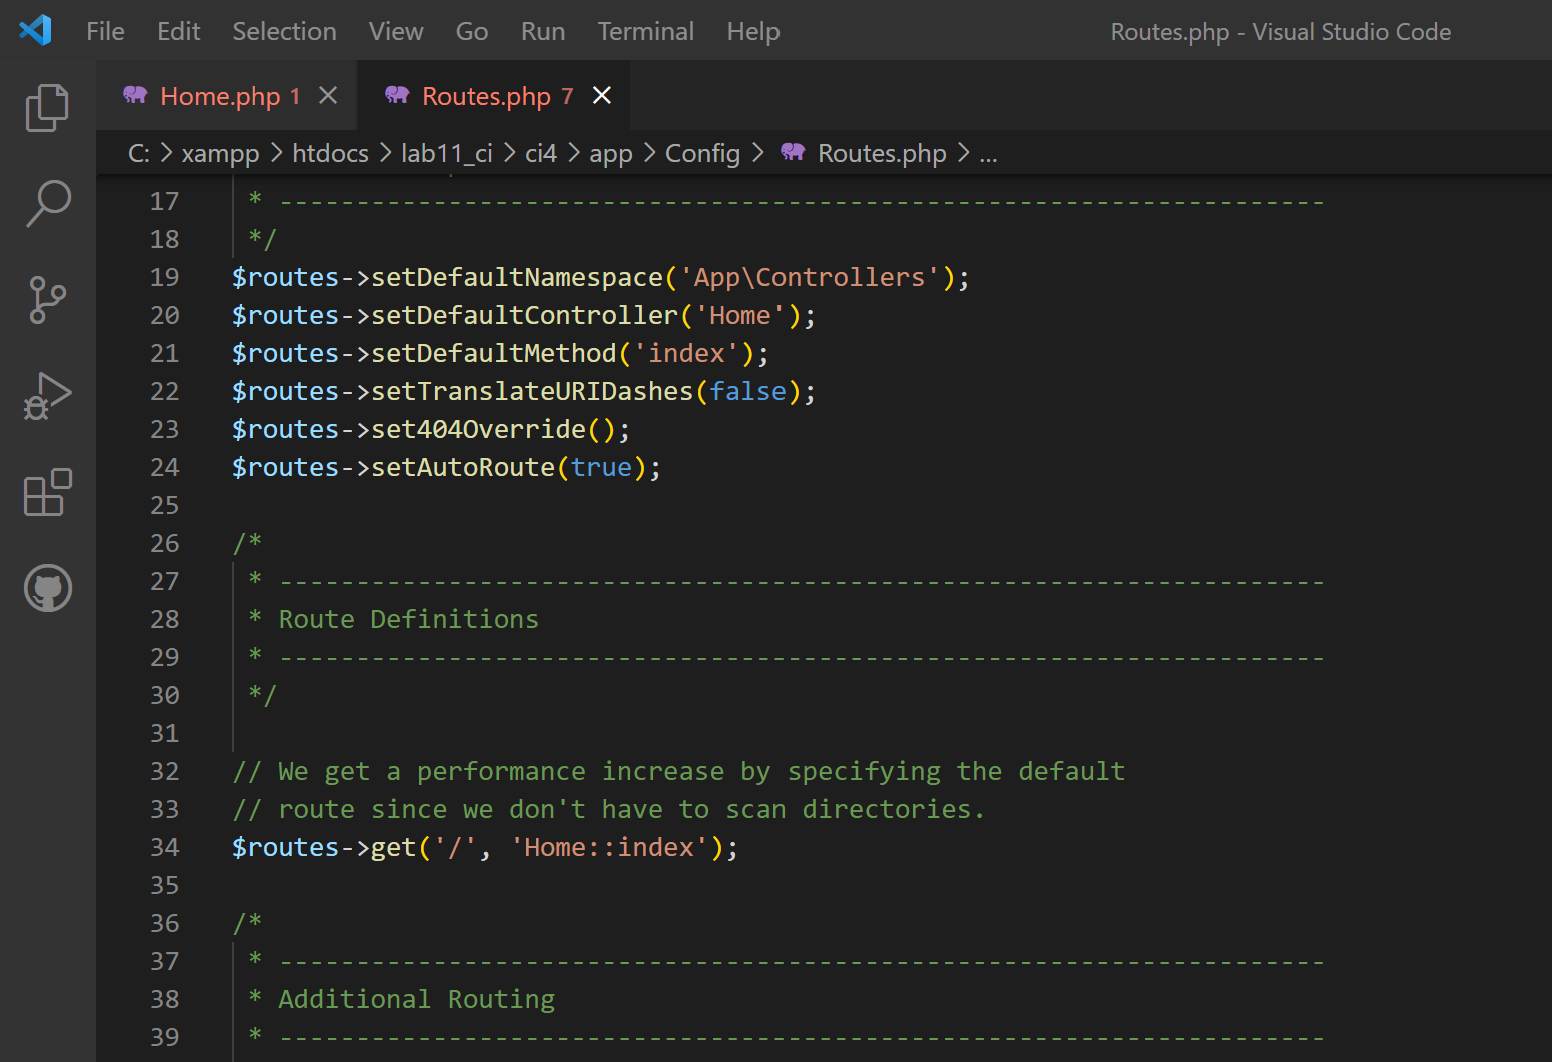 File Edit Selection View Go Run Terminal Help Routes.php - Visual Studio Code
Home.php 1 Routes.php 7
C: > xampp > htdocs > lab11_ci > ci4 > app > Config > Routes.php > ...
17 * --------------------------------------------------------------------
18 */
19 $routes->setDefaultNamespace('App\Controllers');
20 $routes->setDefaultController('Home');
21 $routes->setDefaultMethod('index');
22 $routes->setTranslateURIDashes(false);
23 $routes->set404Override();
24 $routes->setAutoRoute(true);
25
26 /*
27 * --------------------------------------------------------------------
28 * Route Definitions
29 * --------------------------------------------------------------------
30 */
31
32 // We get a performance increase by specifying the default
33 // route since we don't have to scan directories.
34 $routes->get('/', 'Home::index');
35
36 /*
37 * --------------------------------------------------------------------
38 * Additional Routing
39 * --------------------------------------------------------------------